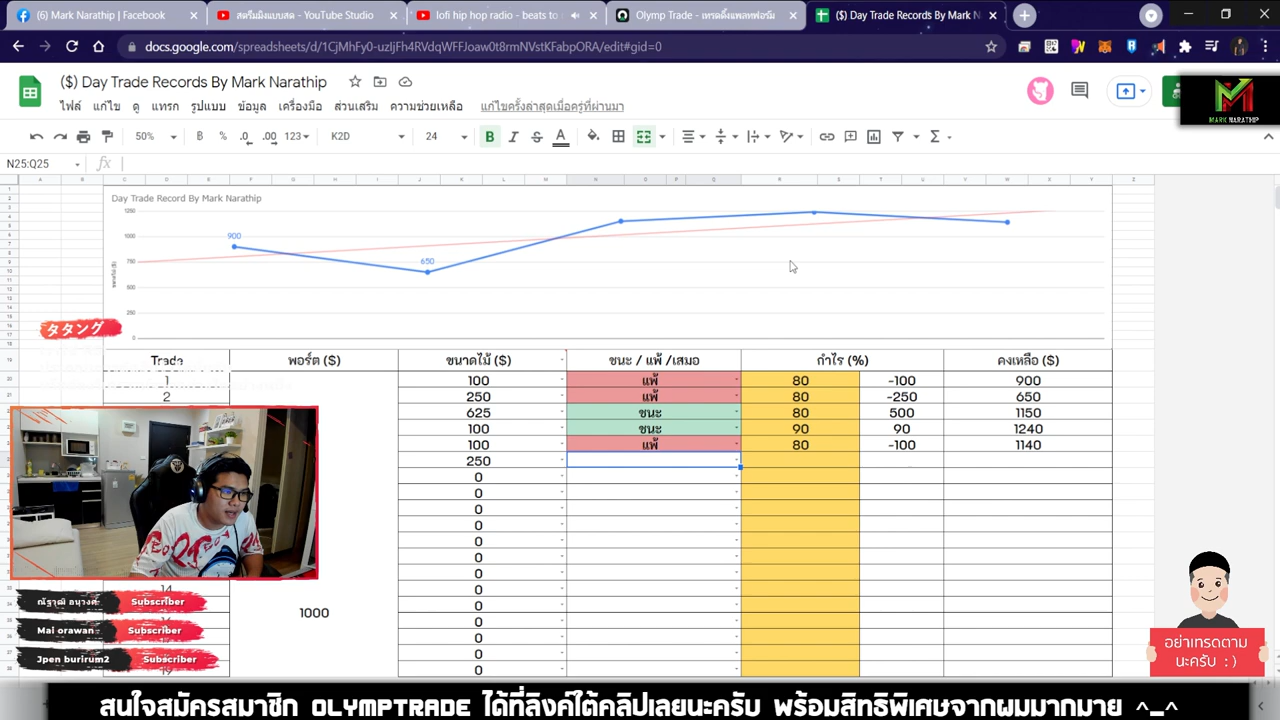 (6) Mark Narathip | Facebook
สตรีมมิงแบบสด - YouTube Studio
lofi hip hop radio - beats to
Olymp Trade - เทรดดิ้งแพลทฟอร์ม
($) Day Trade Records By Mark N
docs.google.com/spreadsheets/d/1CjMhFy0-uzIjFh4RVdqWFFJoaw0t8rmNVstKFabpORA/edit#gid=0
($) Day Trade Records By Mark Narathip
ไฟล์ แก้ไข ดู แทรก รูปแบบ ข้อมูล เครื่องมือ ส่วนเสริม ความช่วยเหลือ แก้ไขครั้งล่าสุดเมื่อครู่ที่ผ่านมา
MARK NARATHIP
50% ฿ % .0 .00 123 K2D 24 B I S A
N25:Q25 fx
Day Trade Record By Mark Narathip
1250
1000
750
500
250
0
900
650
タタング
Trade พอร์ต ($) ขนาดไม้ ($) ชนะ / แพ้ /เสมอ กำไร (%) คงเหลือ ($)
1 100 แพ้ 80 -100 900
2 250 แพ้ 80 -250 650
625 ชนะ 80 500 1150
100 ชนะ 90 90 1240
100 แพ้ 80 -100 1140
250
0
0
0
0
0
0
0
14 0
0
1000 0
0
0
19 0
ณัฐวุฒิ อนุวงศ์ Subscriber
Mai orawan Subscriber
Jpen burirum2 Subscriber
อย่าเทรดตาม
นะครับ : )
สนใจสมัครสมาชิก OLYMPTRADE ได้ที่ลิงค์ใต้คลิปเลยนะครับ พร้อมสิทธิพิเศษจากผมมากมาย ^_^